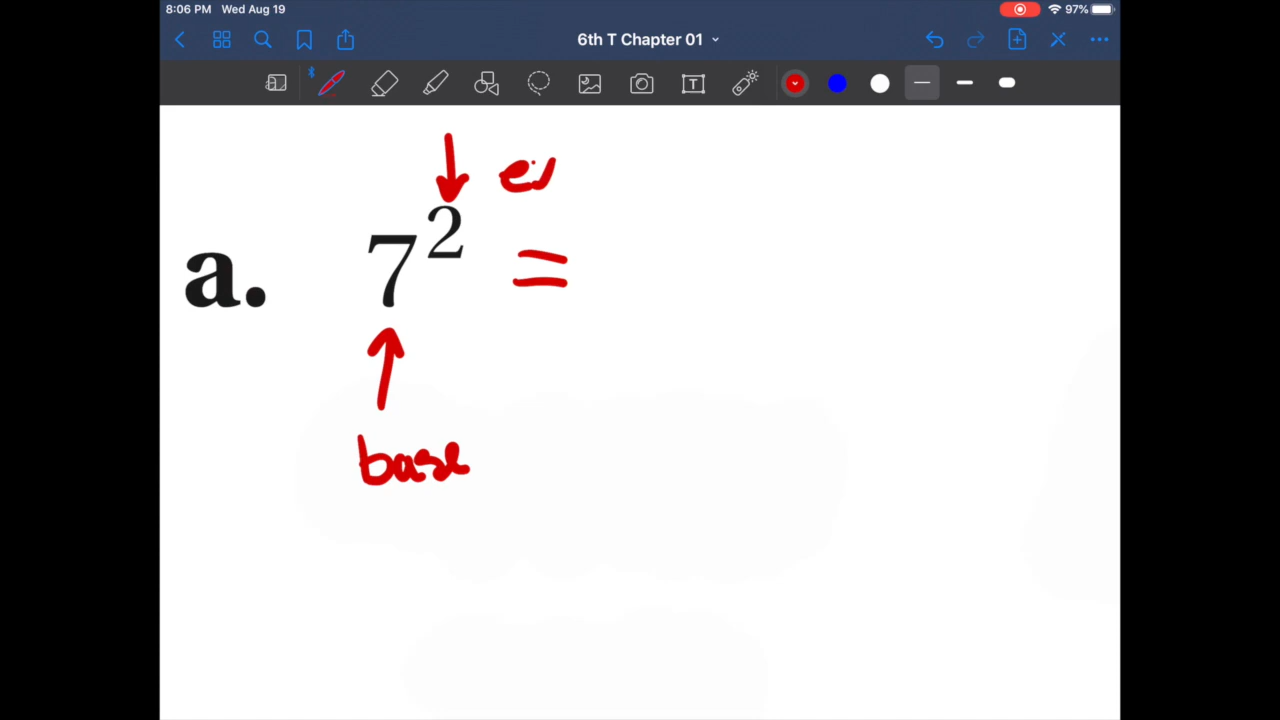 8:06 PM Wed Aug 19
97%
6th T Chapter 01
T
a. 7² =
base